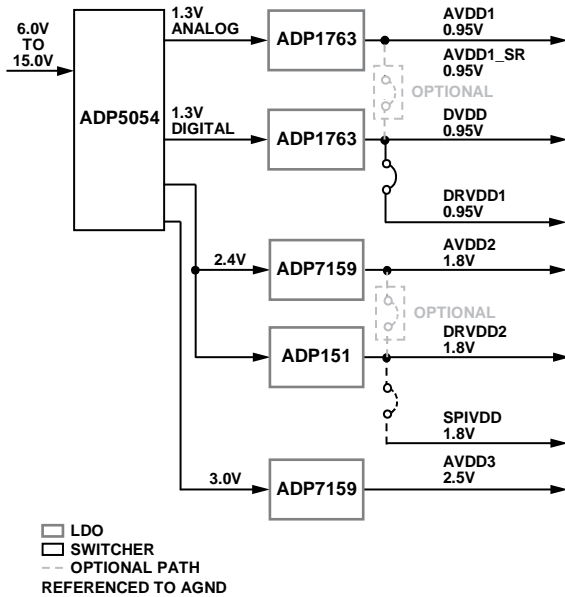 6.0V
TO
15.0V
ADP5054
1.3V
ANALOG
ADP1763
AVDD1
0.95V
AVDD1_SR
0.95V
OPTIONAL
1.3V
DIGITAL
ADP1763
DVDD
0.95V
DRVDD1
0.95V
2.4V
ADP7159
AVDD2
1.8V
OPTIONAL
ADP151
DRVDD2
1.8V
SPIVDD
1.8V
3.0V
ADP7159
AVDD3
2.5V
LDO
SWITCHER
OPTIONAL PATH
REFERENCED TO AGND